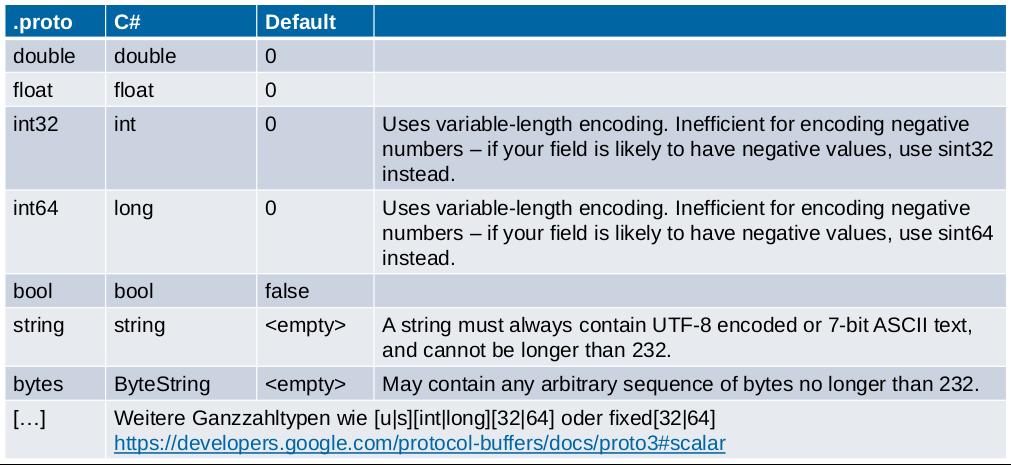 .proto C# Default
double double 0
float float 0
int32 int 0 Uses variable-length encoding. Inefficient for encoding negative
numbers – if your field is likely to have negative values, use sint32
instead.
int64 long 0 Uses variable-length encoding. Inefficient for encoding negative
numbers – if your field is likely to have negative values, use sint64
instead.
bool bool false
string string <empty> A string must always contain UTF-8 encoded or 7-bit ASCII text,
and cannot be longer than 232.
bytes ByteString <empty> May contain any arbitrary sequence of bytes no longer than 232.
[…] Weitere Ganzzahltypen wie [u|s][int|long][32|64] oder fixed[32|64]
https://developers.google.com/protocol-buffers/docs/proto3#scalar